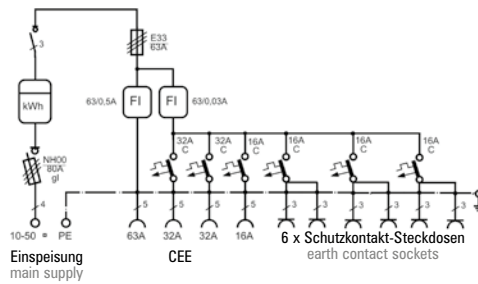 3
E33
63A
kWh
63/0,5A
FI
FI
63/0,03A
32A
C
32A
C
16A
C
16A
C
16A
C
16A
C
NH00
80A
gl
4
5
5
5
5
3
3
3
3
3
3
10-50 ¤
PE
63A
32A
32A
16A
6 x Schutzkontakt-Steckdosen
earth contact sockets
Einspeisung
main supply
CEE